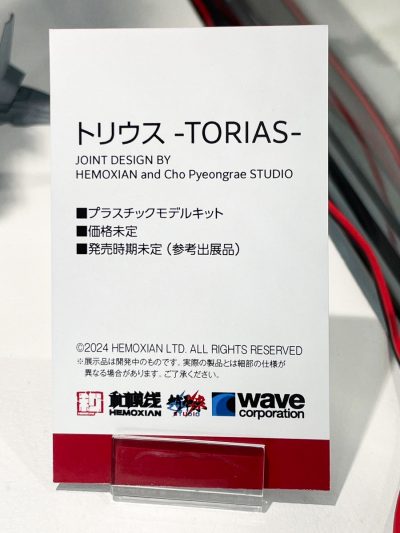 トリウス -TORIAS-
JOINT DESIGN BY
HEMOXIAN and Cho Pyeongrae STUDIO
■プラスチックモデルキット
■価格未定
■発売時期未定（参考出展品）
©2024 HEMOXIAN LTD. ALL RIGHTS RESERVED
※展示品は開発中のものです。実際の製品とは細部の仕様が
異なる場合があります。ご了承ください。
HEMOXIAN
STUDIO
wave
corporation